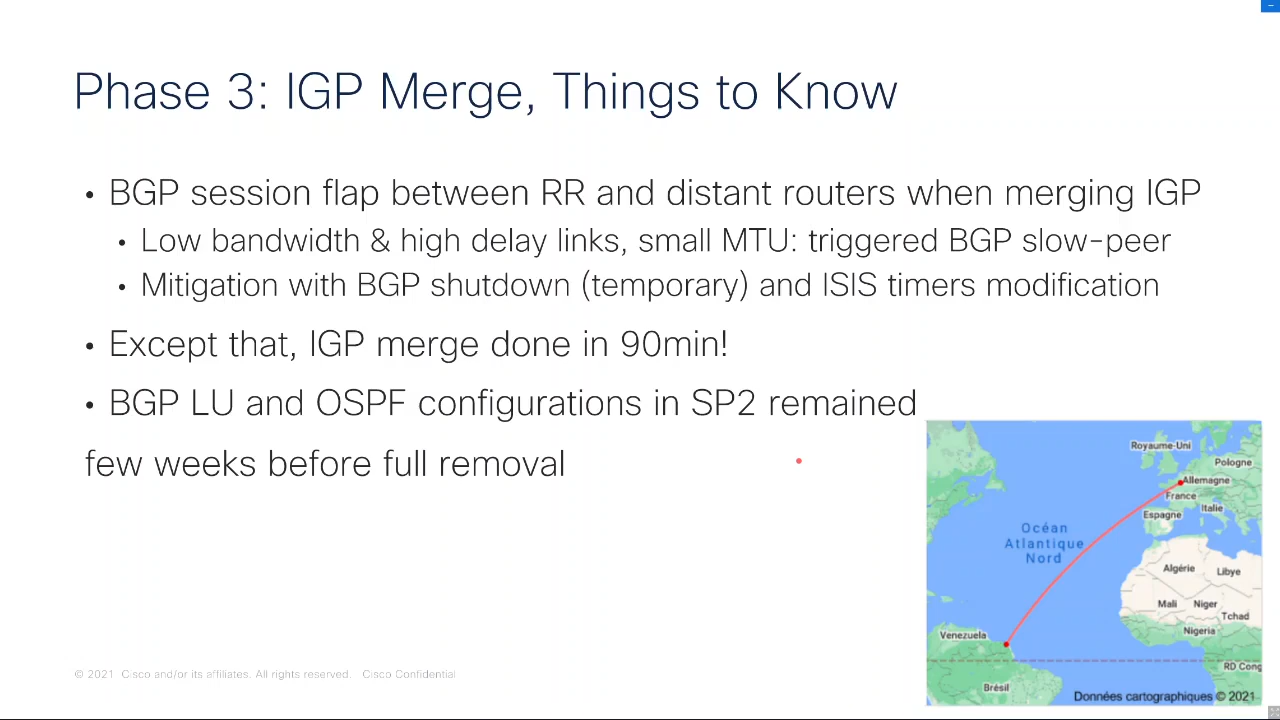 Phase 3: IGP Merge, Things to Know
• BGP session flap between RR and distant routers when merging IGP
• Low bandwidth & high delay links, small MTU: triggered BGP slow-peer
• Mitigation with BGP shutdown (temporary) and ISIS timers modification
• Except that, IGP merge done in 90min!
• BGP LU and OSPF configurations in SP2 remained
few weeks before full removal
Royaume-Uni
Pologne
Allemagne
France
Italie
Espagne
Océan
Atlantique
Nord
Algérie
Libye
Mali
Niger
Tchad
Nigeria
Venezuela
RD Cong
Brésil
Données cartographiques © 2021
© 2021 Cisco and/or its affiliates. All rights reserved. Cisco Confidential